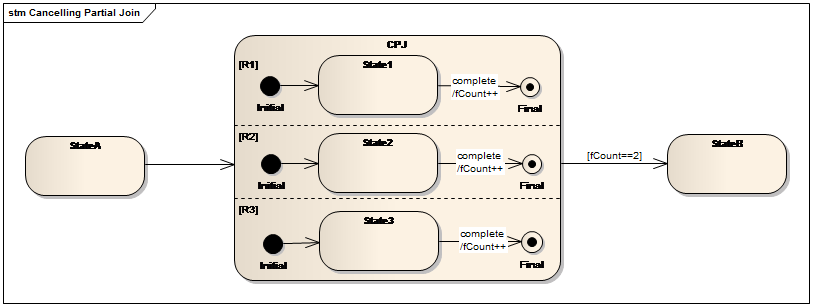 stm Cancelling Partial Join
CPJ
[R1]
State1
Initial
complete
/fCount++
Final
StateA
[R2]
State2
Initial
complete
/fCount++
Final
[fCount==2]
StateB
[R3]
State3
Initial
complete
/fCount++
Final